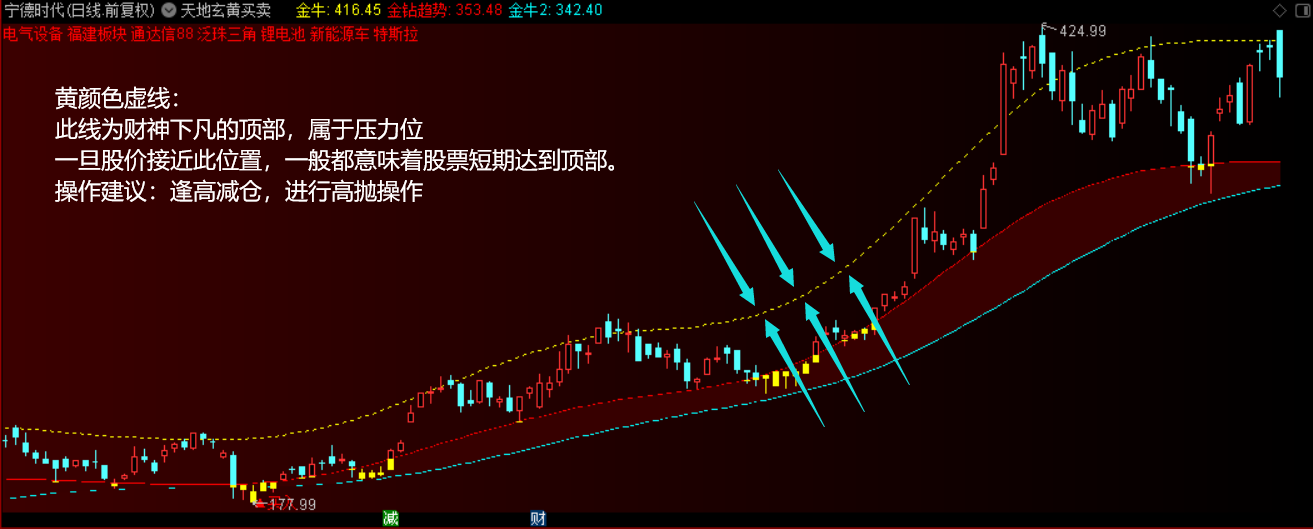 宁德时代(日线.前复权) 天地玄黄买卖 金牛: 416.45 金钻趋势: 353.48 金牛2: 342.40
电气设备 福建板块 通达信88 泛珠三角 锂电池 新能源车 特斯拉
424.99
黄颜色虚线：
此线为财神下凡的顶部，属于压力位
一旦股价接近此位置，一般都意味着股票短期达到顶部。
操作建议：逢高减仓，进行高抛操作
177.99
减 财